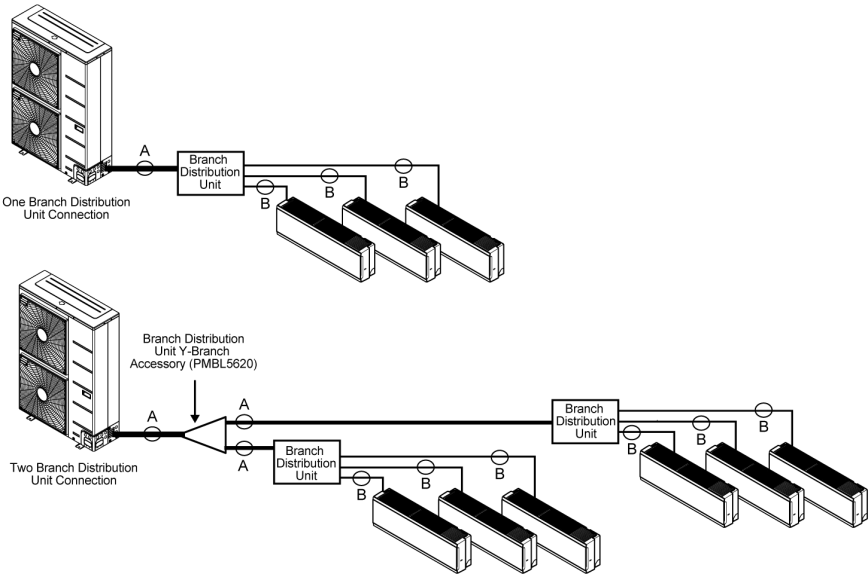 A
Branch
Distribution
Unit
B
B
B
One Branch Distribution
Unit Connection
Branch Distribution
Unit Y-Branch
Accessory (PMBL5620)
A
A
A
Branch
Distribution
Unit
B
B
B
Branch
Distribution
Unit
B
B
B
Two Branch Distribution
Unit Connection